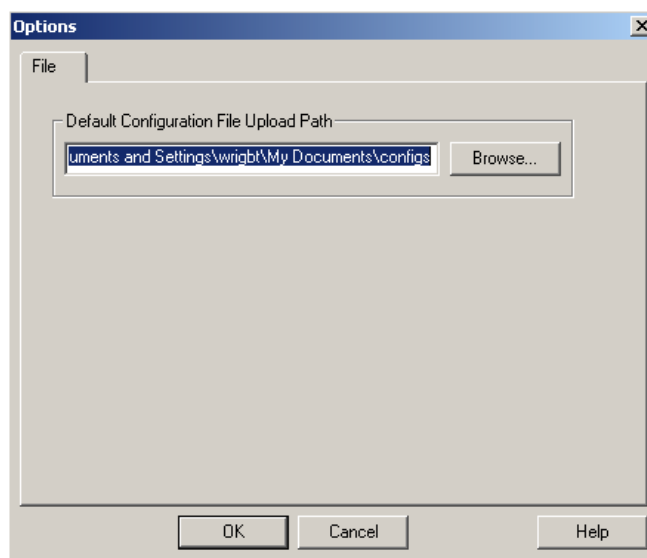 Options
File
Default Configuration File Upload Path
uments and Settings\wrigbt\My Documents\configs
Browse...
OK
Cancel
Help